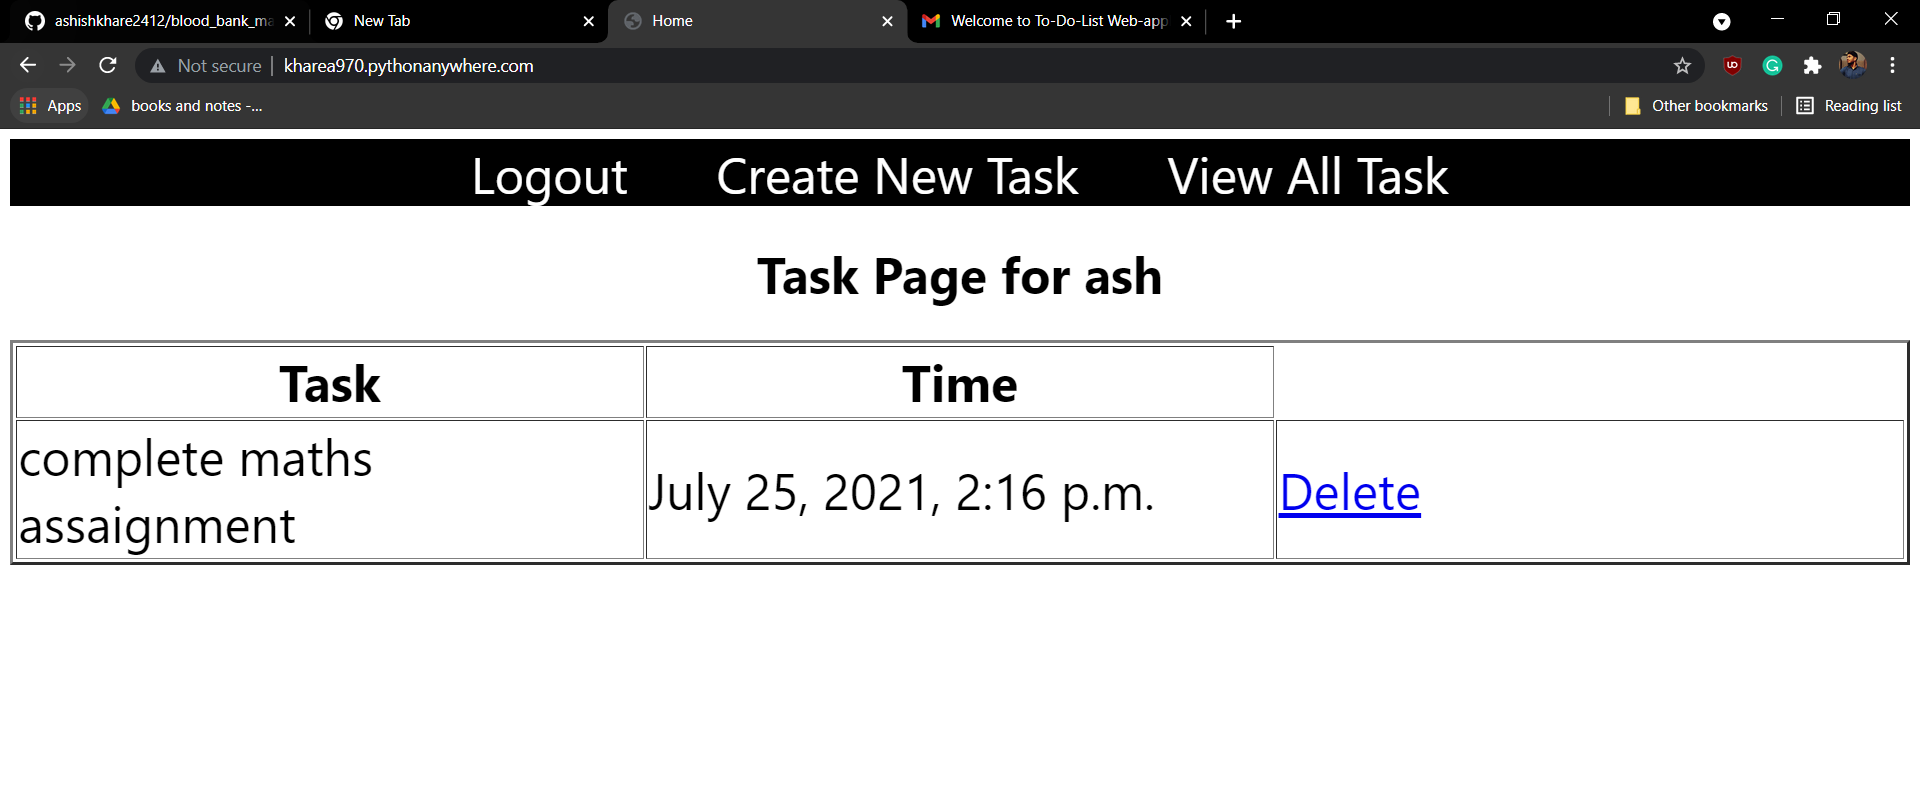 ashishkhare2412/blood_bank_ma
New Tab
Home
Welcome to To-Do-List Web-app
Not secure
kharea970.pythonanywhere.com
Apps
books and notes -...
Other bookmarks
Reading list
Logout
Create New Task
View All Task
Task Page for ash
Task
Time
complete maths
assaignment
July 25, 2021, 2:16 p.m.
Delete